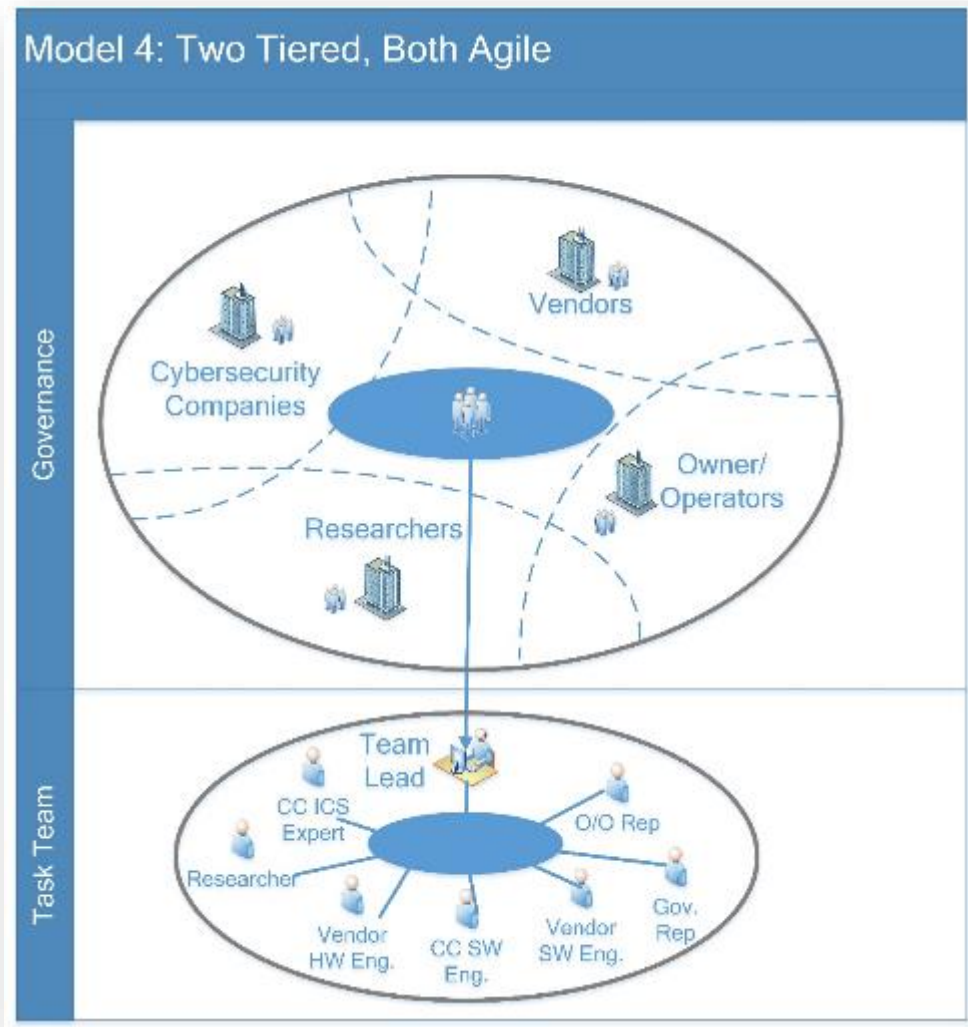 Model 4: Two Tiered, Both Agile
Governance
Vendors
Cybersecurity
Companies
Owner/
Operators
Researchers
Task Team
Team
Lead
CC ICS
Expert
O/O Rep
Researcher
Gov.
Rep
Vendor
HW Eng.
CC SW
Eng.
Vendor
SW Eng.